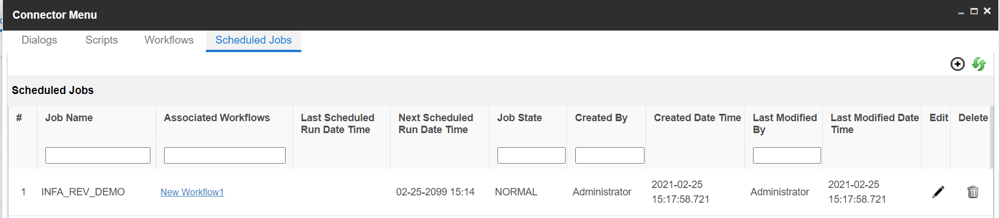 Connector Menu
Dialogs Scripts Workflows Scheduled Jobs
Scheduled Jobs
# Job Name Associated Workflows Last Scheduled Run Date Time Next Scheduled Run Date Time Job State Created By Created Date Time Last Modified By Last Modified Date Time Edit Delete
1 INFA_REV_DEMO New Workflow1 02-25-2099 15:14 NORMAL Administrator 2021-02-25 15:17:58.721 Administrator 2021-02-25 15:17:58.721